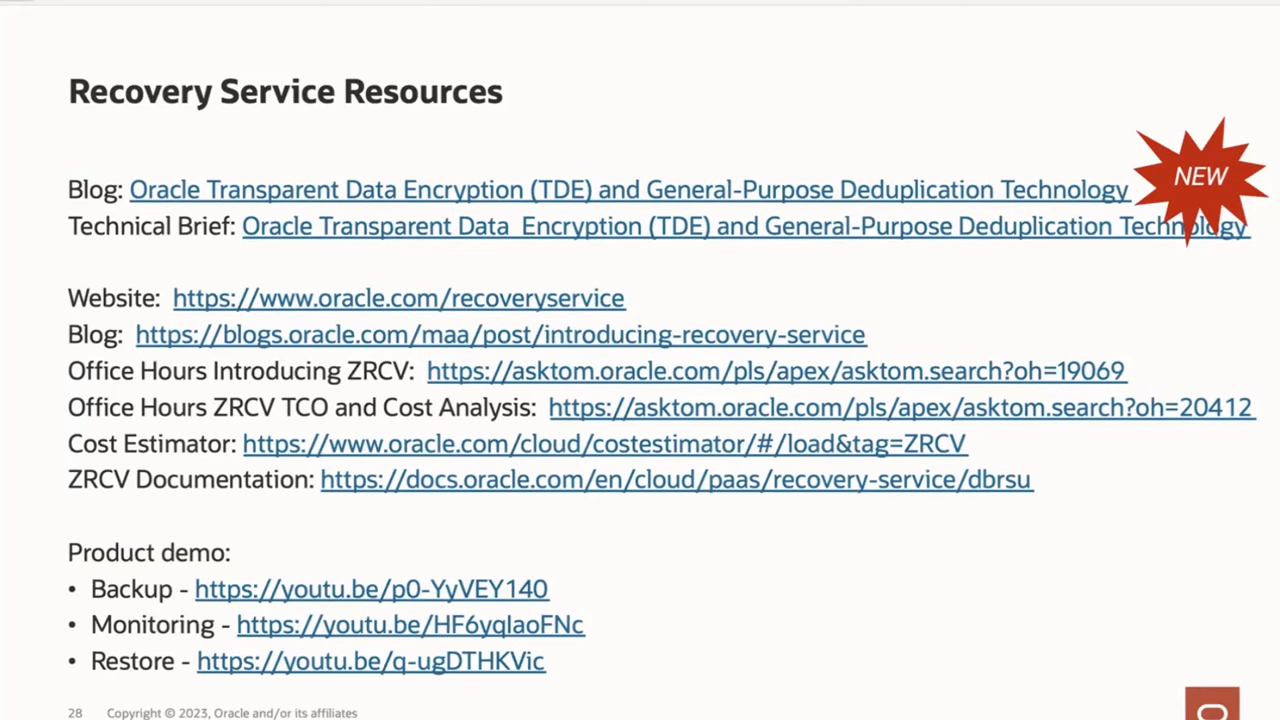 Recovery Service Resources
NEW
Blog: Oracle Transparent Data Encryption (TDE) and General-Purpose Deduplication Technology
Technical Brief: Oracle Transparent Data  Encryption (TDE) and General-Purpose Deduplication Technology
Website:  https://www.oracle.com/recoveryservice
Blog:  https://blogs.oracle.com/maa/post/introducing-recovery-service
Office Hours Introducing ZRCV:  https://asktom.oracle.com/pls/apex/asktom.search?oh=19069
Office Hours ZRCV TCO and Cost Analysis:  https://asktom.oracle.com/pls/apex/asktom.search?oh=20412
Cost Estimator: https://www.oracle.com/cloud/costestimator/#/load&tag=ZRCV
ZRCV Documentation: https://docs.oracle.com/en/cloud/paas/recovery-service/dbrsu
Product demo:
• Backup - https://youtu.be/p0-YyVEY140
• Monitoring - https://youtu.be/HF6yqIaoFNc
• Restore - https://youtu.be/q-ugDTHKVic
28 Copyright © 2023, Oracle and/or its affiliates